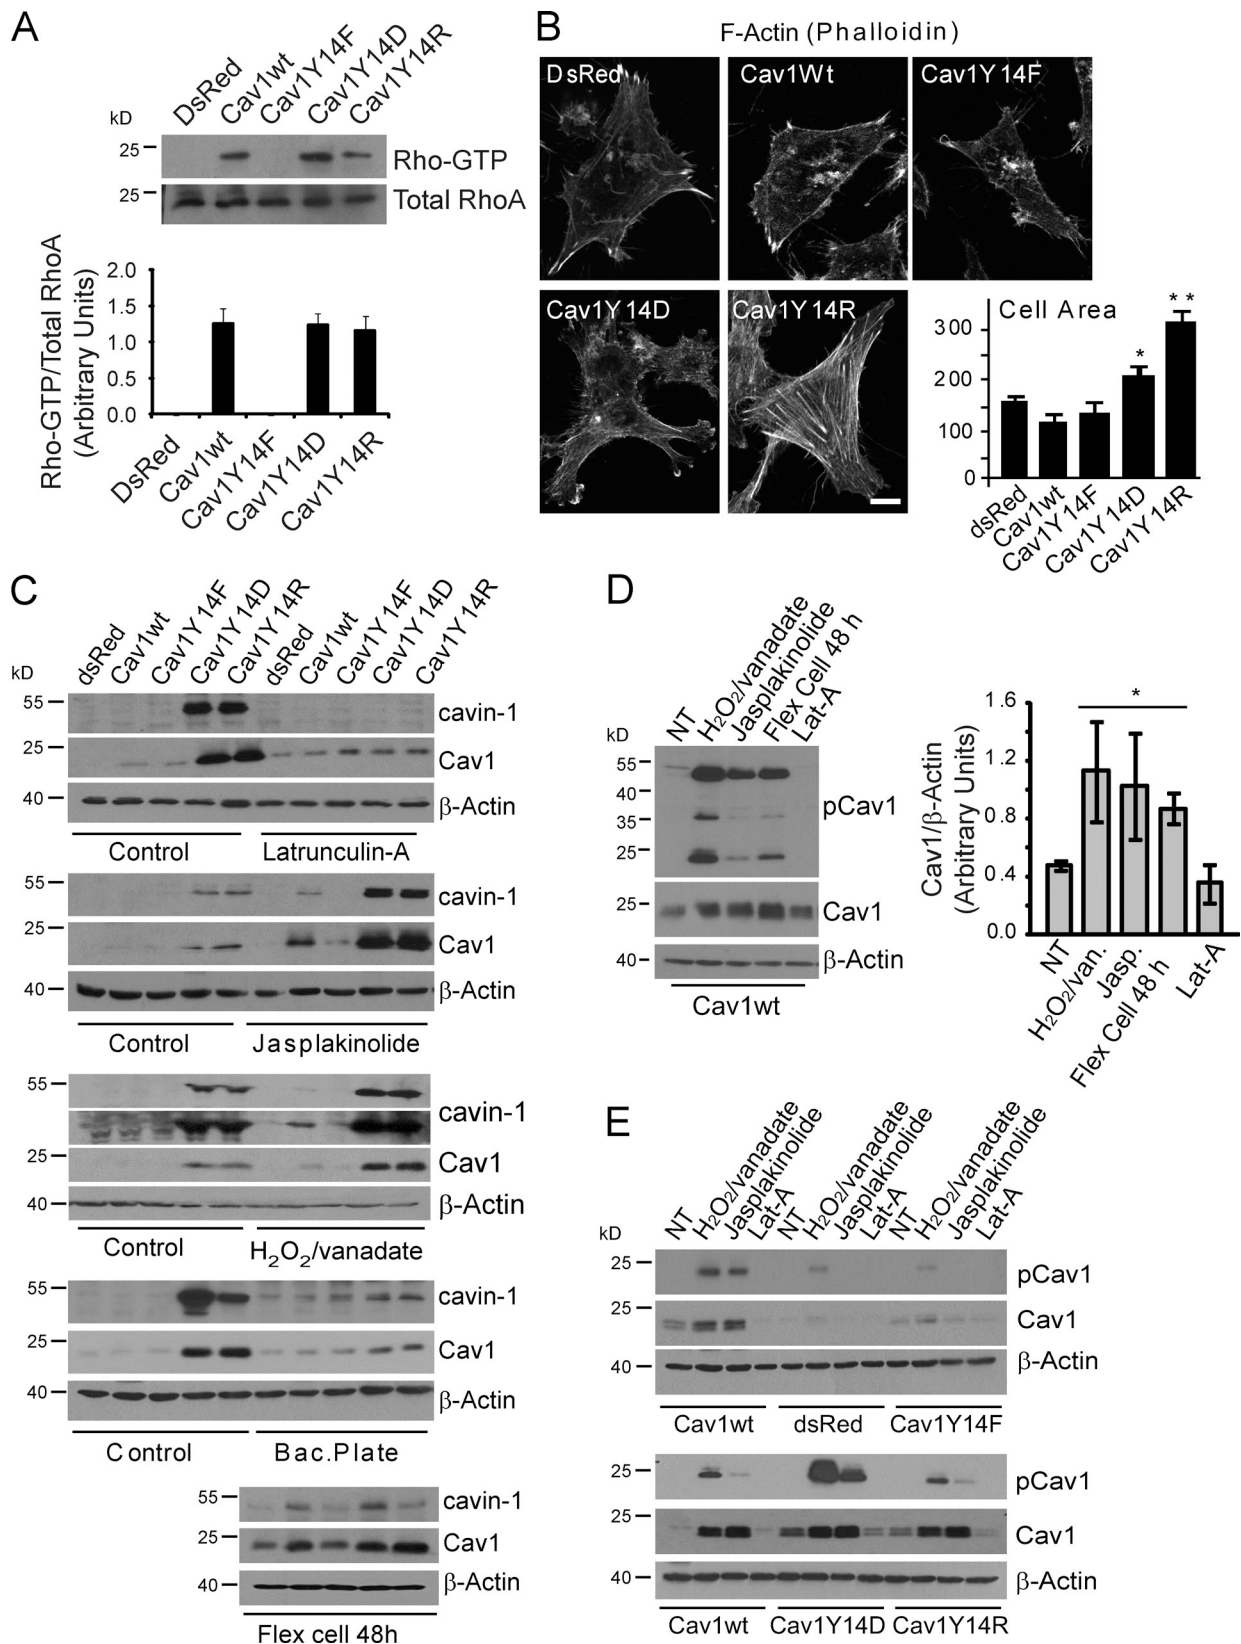 A
DsRed
Cav1wt
Cav1Y14F
Cav1Y14D
Cav1Y14R
kD
25
Rho-GTP
25
Total RhoA
Rho-GTP/Total RhoA
(Arbitrary Units)
2.0
1.5
1.0
0.5
0.0
DsRed
Cav1wt
Cav1Y14F
Cav1Y14D
Cav1Y14R
B
F-Actin (Phalloidin)
DsRed
Cav1Wt
Cav1Y14F
Cav1Y14D
Cav1Y14R
Cell Area
300
200
100
0
*
* *
dsRed
Cav1wt
Cav1Y14F
Cav1Y14D
Cav1Y14R
C
dsRed
Cav1wt
Cav1Y14F
Cav1Y14D
Cav1Y14R
dsRed
Cav1wt
Cav1Y14F
Cav1Y14D
Cav1Y14R
kD
55
cavin-1
25
Cav1
40
β-Actin
Control
Latrunculin-A
55
cavin-1
25
Cav1
40
β-Actin
Control
Jasplakinolide
55
cavin-1
25
Cav1
40
β-Actin
Control
H₂O₂/vanadate
55
cavin-1
25
Cav1
40
β-Actin
Control
Bac.Plate
55
cavin-1
25
Cav1
40
β-Actin
Flex cell 48h
D
NT
H₂O₂/vanadate
Jasplakinolide
Flex Cell 48 h
Lat-A
kD
55
40
35
25
pCav1
25
Cav1
40
β-Actin
Cav1wt
Cav1/β-Actin
(Arbitrary Units)
1.6
1.2
0.8
0.4
0.0
*
NT
H₂O₂/van.
Jasp.
Flex Cell 48 h
Lat-A
E
NT
H₂O₂/vanadate
Jasplakinolide
Lat-A
NT
H₂O₂/vanadate
Jasplakinolide
Lat-A
NT
H₂O₂/vanadate
Jasplakinolide
Lat-A
kD
25
pCav1
25
Cav1
40
β-Actin
Cav1wt
dsRed
Cav1Y14F
25
pCav1
25
Cav1
40
β-Actin
Cav1wt
Cav1Y14D
Cav1Y14R